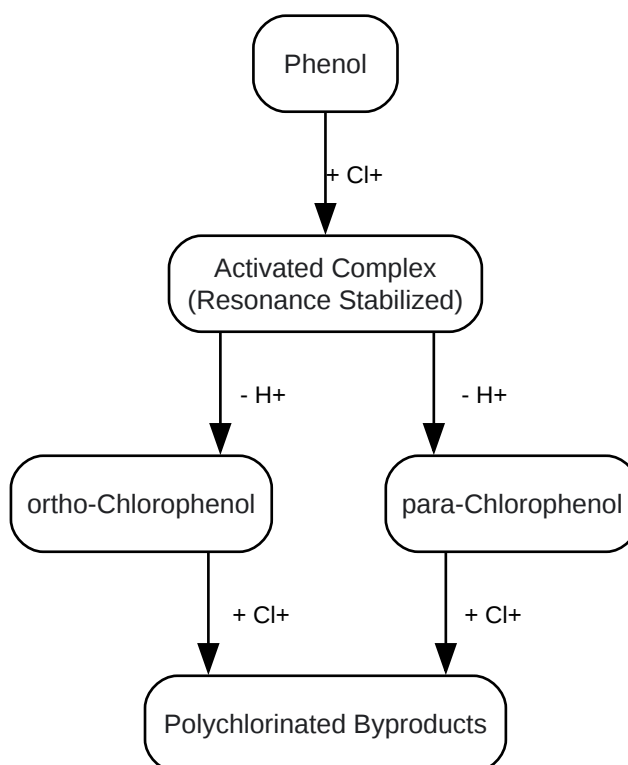 Phenol
+ Cl+
Activated Complex
(Resonance Stabilized)
- H+
- H+
ortho-Chlorophenol
para-Chlorophenol
+ Cl+
+ Cl+
Polychlorinated Byproducts